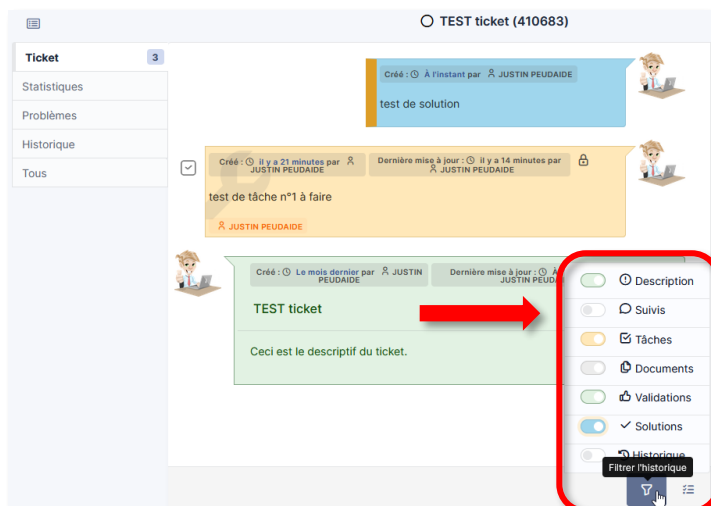 TEST ticket (410683)
Ticket 3
Statistiques
Problèmes
Historique
Tous
Créé : À l'instant par JUSTIN PEUDAIDE
test de solution
Créé : il y a 21 minutes par
JUSTIN PEUDAIDE
Dernière mise à jour : il y a 14 minutes par
JUSTIN PEUDAIDE
test de tâche n°1 à faire
JUSTIN PEUDAIDE
Créé : Le mois dernier par JUSTIN
PEUDAIDE
Dernière mise à jour : À
JUSTIN
TEST ticket
Ceci est le descriptif du ticket.
Description
Suivis
Tâches
Documents
Validations
Solutions
Historique
Filtrer l'historique